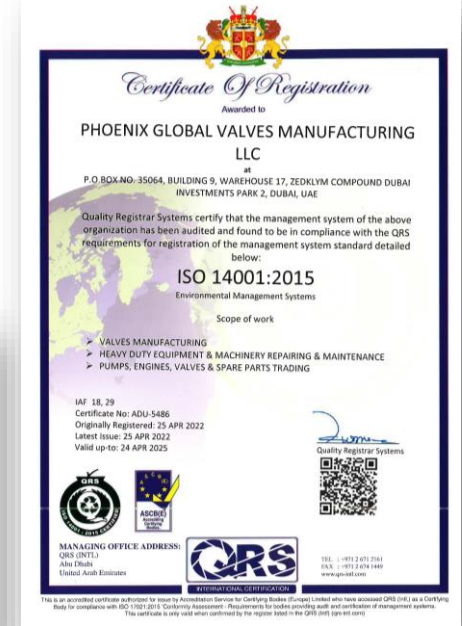 Certificate Of Registration
Awarded to
PHOENIX GLOBAL VALVES MANUFACTURING
LLC
at
P.O.BOX NO. 35064, BUILDING 9, WAREHOUSE 17, ZEDKLYM COMPOUND DUBAI
INVESTMENTS PARK 2, DUBAI, UAE
Quality Registrar Systems certify that the management system of the above
organization has been audited and found to be in compliance with the QRS
requirements for registration of the management system standard detailed
below:
ISO 14001:2015
Environmental Management Systems
Scope of work
➢ VALVES MANUFACTURING
➢ HEAVY DUTY EQUIPMENT & MACHINERY REPAIRING & MAINTENANCE
➢ PUMPS, ENGINES, VALVES & SPARE PARTS TRADING
IAF 18, 29
Certificate No: ADU-5486
Originally Registered: 25 APR 2022
Latest Issue: 25 APR 2022
Valid up-to: 24 APR 2025
Quality Registrar Systems
QRS
ISO 14001 : 2015 CERTIFIED
ASCB(E)
Accrediting
Certifying
Bodies
MANAGING OFFICE ADDRESS:
QRS (INTL)
Abu Dhabi
United Arab Emirates
QRS
INTERNATIONAL CERTIFICATION
TEL : +971 2 671 2161
FAX : +971 2 674 1449
www.qrs-intl.com
This is an accredited certificate authorized for issue by Accreditation Service for Certifying Bodies (Europe) Limited who have assessed QRS (Intl.) as a Certifying
Body for compliance with ISO 17021:2015 'Conformity Assessment - Requirements for bodies providing audit and certification of management systems.
This certificate is only valid when confirmed by the register listed in the QRS (Intl) (qrs-intl.com)